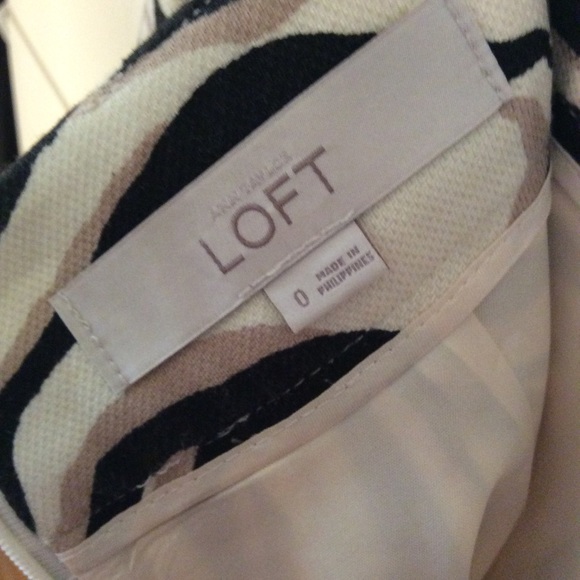 ANN TAYLOR
LOFT
0
MADE IN
PHILIPPINES